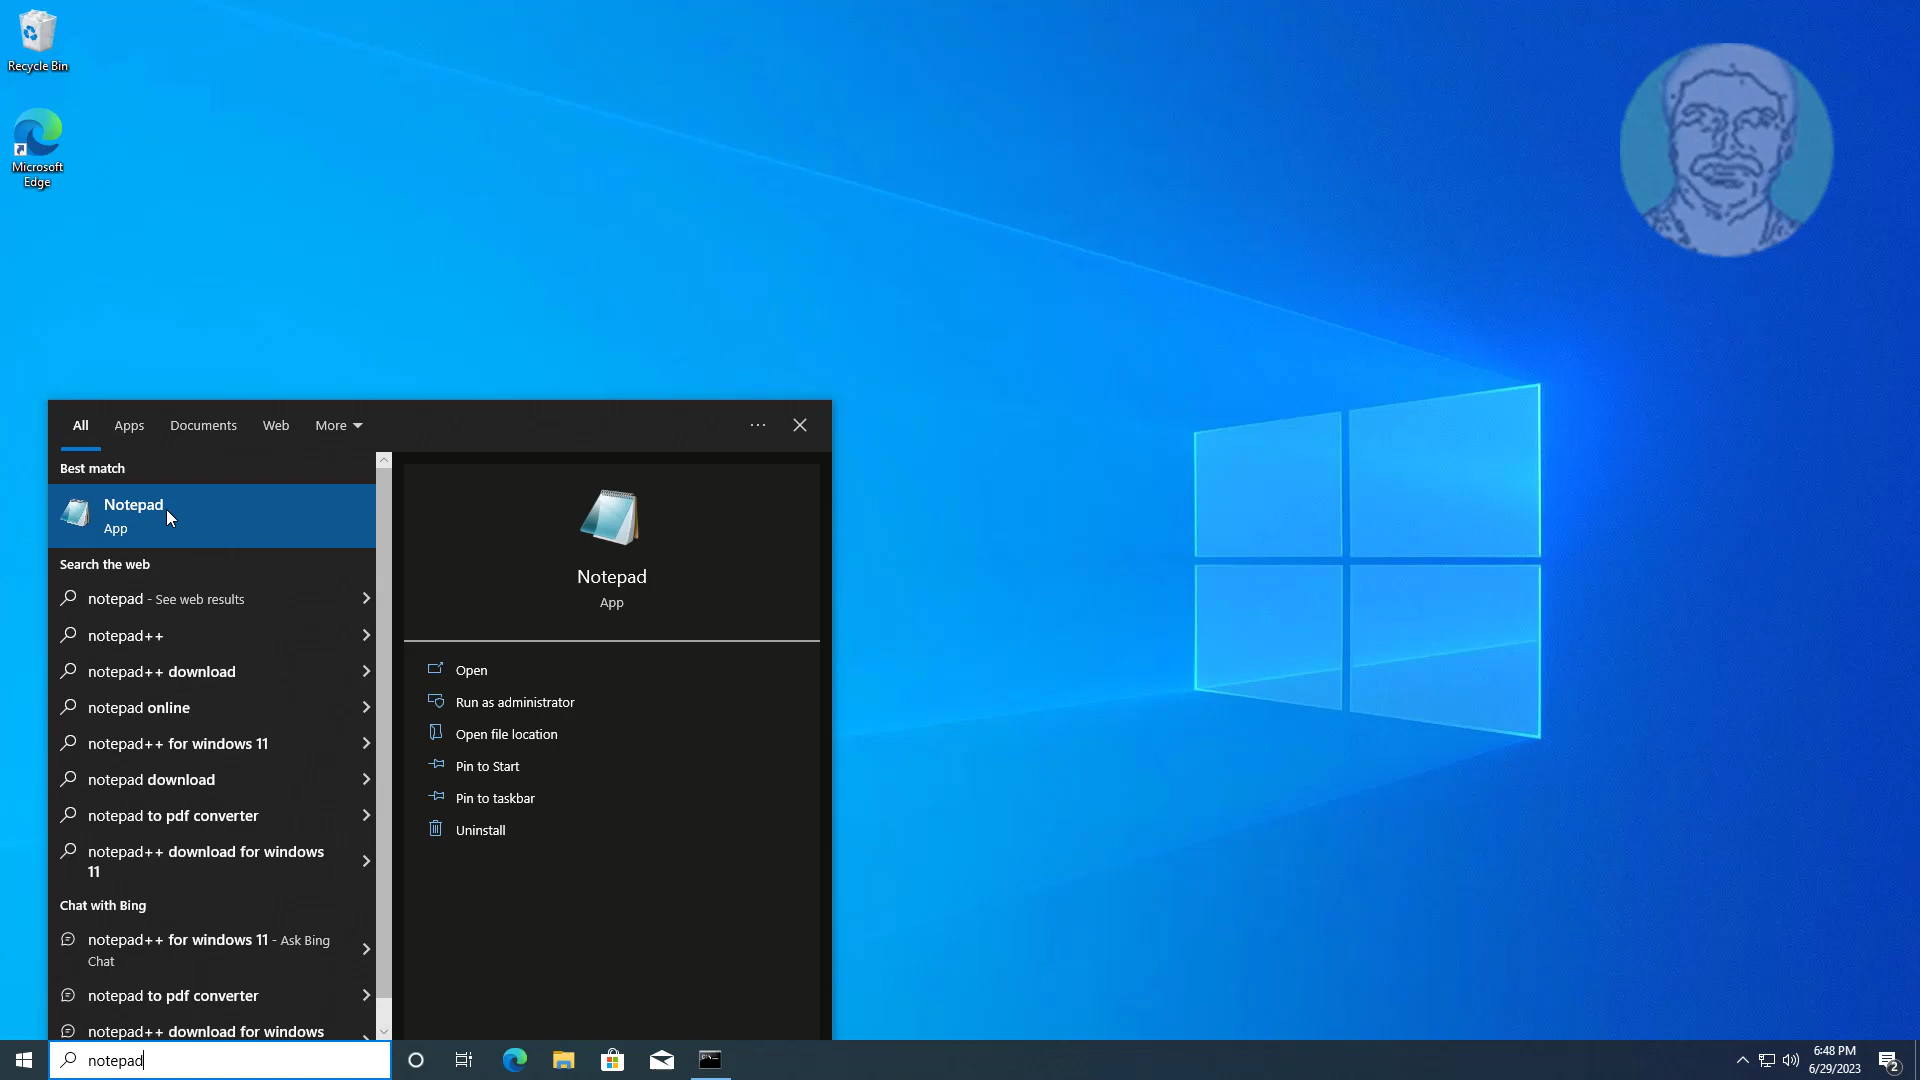 Recycle Bin
Microsoft
Edge
All
Apps
Documents
Web
More
Best match
Notepad
App
Search the web
notepad - See web results
notepad++
notepad++ download
notepad online
notepad++ for windows 11
notepad download
notepad to pdf converter
notepad++ download for windows
11
Chat with Bing
notepad++ for windows 11 - Ask Bing
Chat
notepad to pdf converter
notepad++ download for windows
Notepad
App
Open
Run as administrator
Open file location
Pin to Start
Pin to taskbar
Uninstall
notepad
6:48 PM
6/29/2023
2